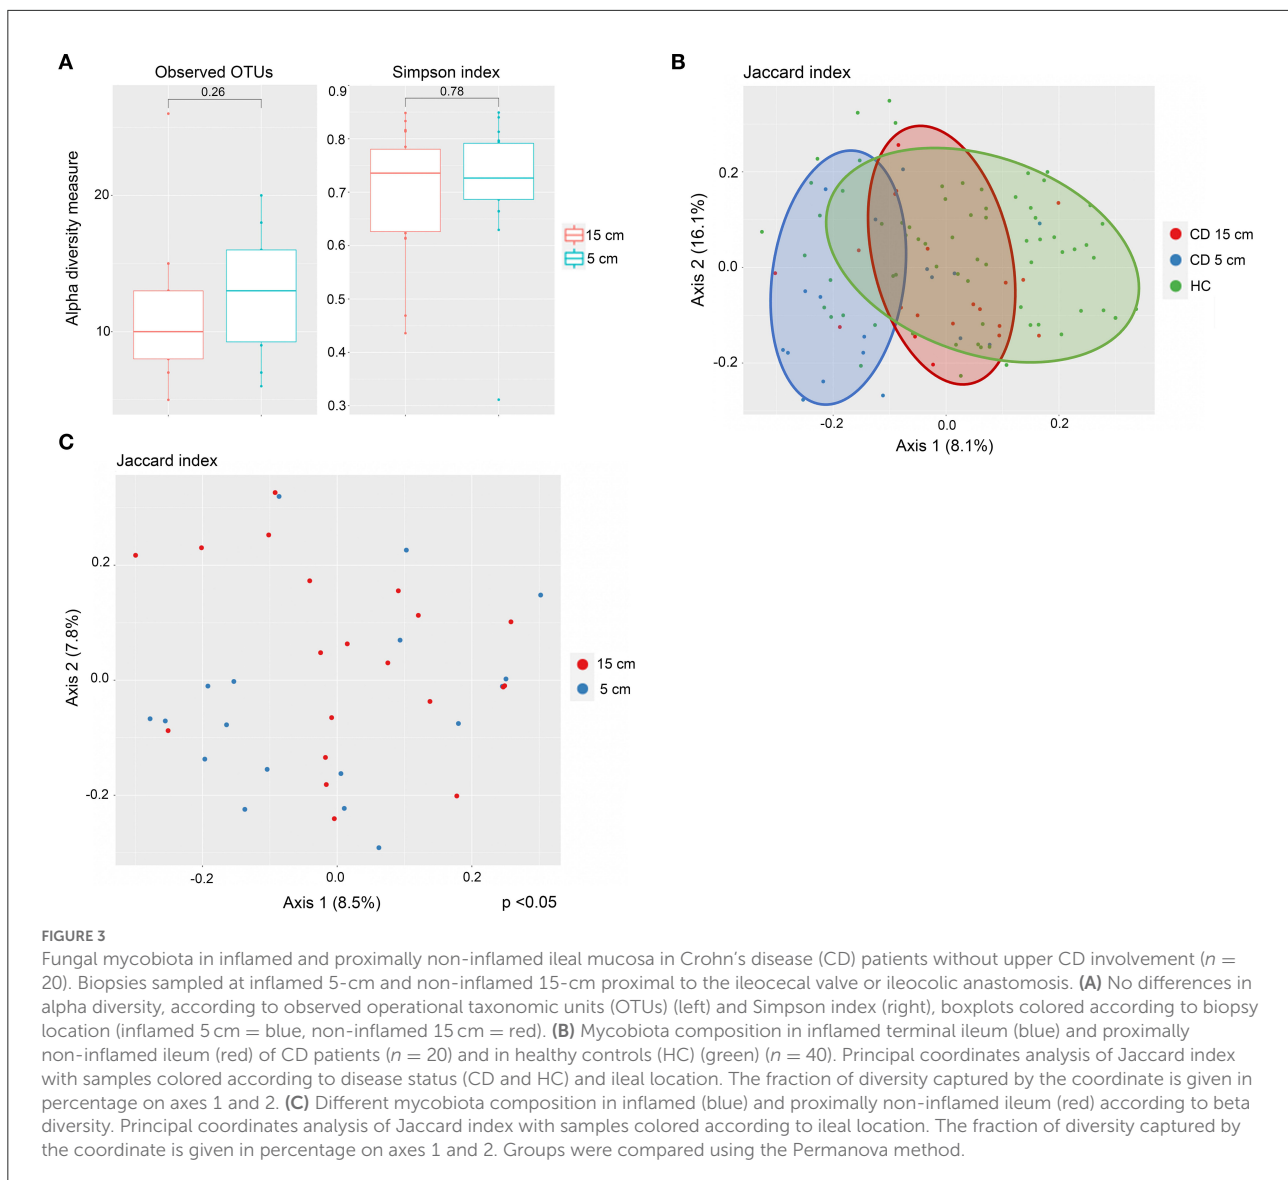 A
Observed OTUs
Simpson index
0.26
0.78
Alpha diversity measure
20
10
0.9
0.8
0.7
0.6
0.5
0.4
0.3
15 cm
5 cm
B
Jaccard index
Axis 2 (16.1%)
0.2
0.0
-0.2
-0.2
0.0
0.2
Axis 1 (8.1%)
CD 15 cm
CD 5 cm
HC
C
Jaccard index
Axis 2 (7.8%)
0.2
0.0
-0.2
-0.2
0.0
0.2
Axis 1 (8.5%)
p <0.05
15 cm
5 cm
FIGURE 3
Fungal mycobiota in inflamed and proximally non-inflamed ileal mucosa in Crohn's disease (CD) patients without upper CD involvement (n =
20). Biopsies sampled at inflamed 5-cm and non-inflamed 15-cm proximal to the ileocecal valve or ileocolic anastomosis. (A) No differences in
alpha diversity, according to observed operational taxonomic units (OTUs) (left) and Simpson index (right), boxplots colored according to biopsy
location (inflamed 5 cm = blue, non-inflamed 15 cm = red). (B) Mycobiota composition in inflamed terminal ileum (blue) and proximally
non-inflamed ileum (red) of CD patients (n = 20) and in healthy controls (HC) (green) (n = 40). Principal coordinates analysis of Jaccard index
with samples colored according to disease status (CD and HC) and ileal location. The fraction of diversity captured by the coordinate is given in
percentage on axes 1 and 2. (C) Different mycobiota composition in inflamed (blue) and proximally non-inflamed ileum (red) according to beta
diversity. Principal coordinates analysis of Jaccard index with samples colored according to ileal location. The fraction of diversity captured by
the coordinate is given in percentage on axes 1 and 2. Groups were compared using the Permanova method.